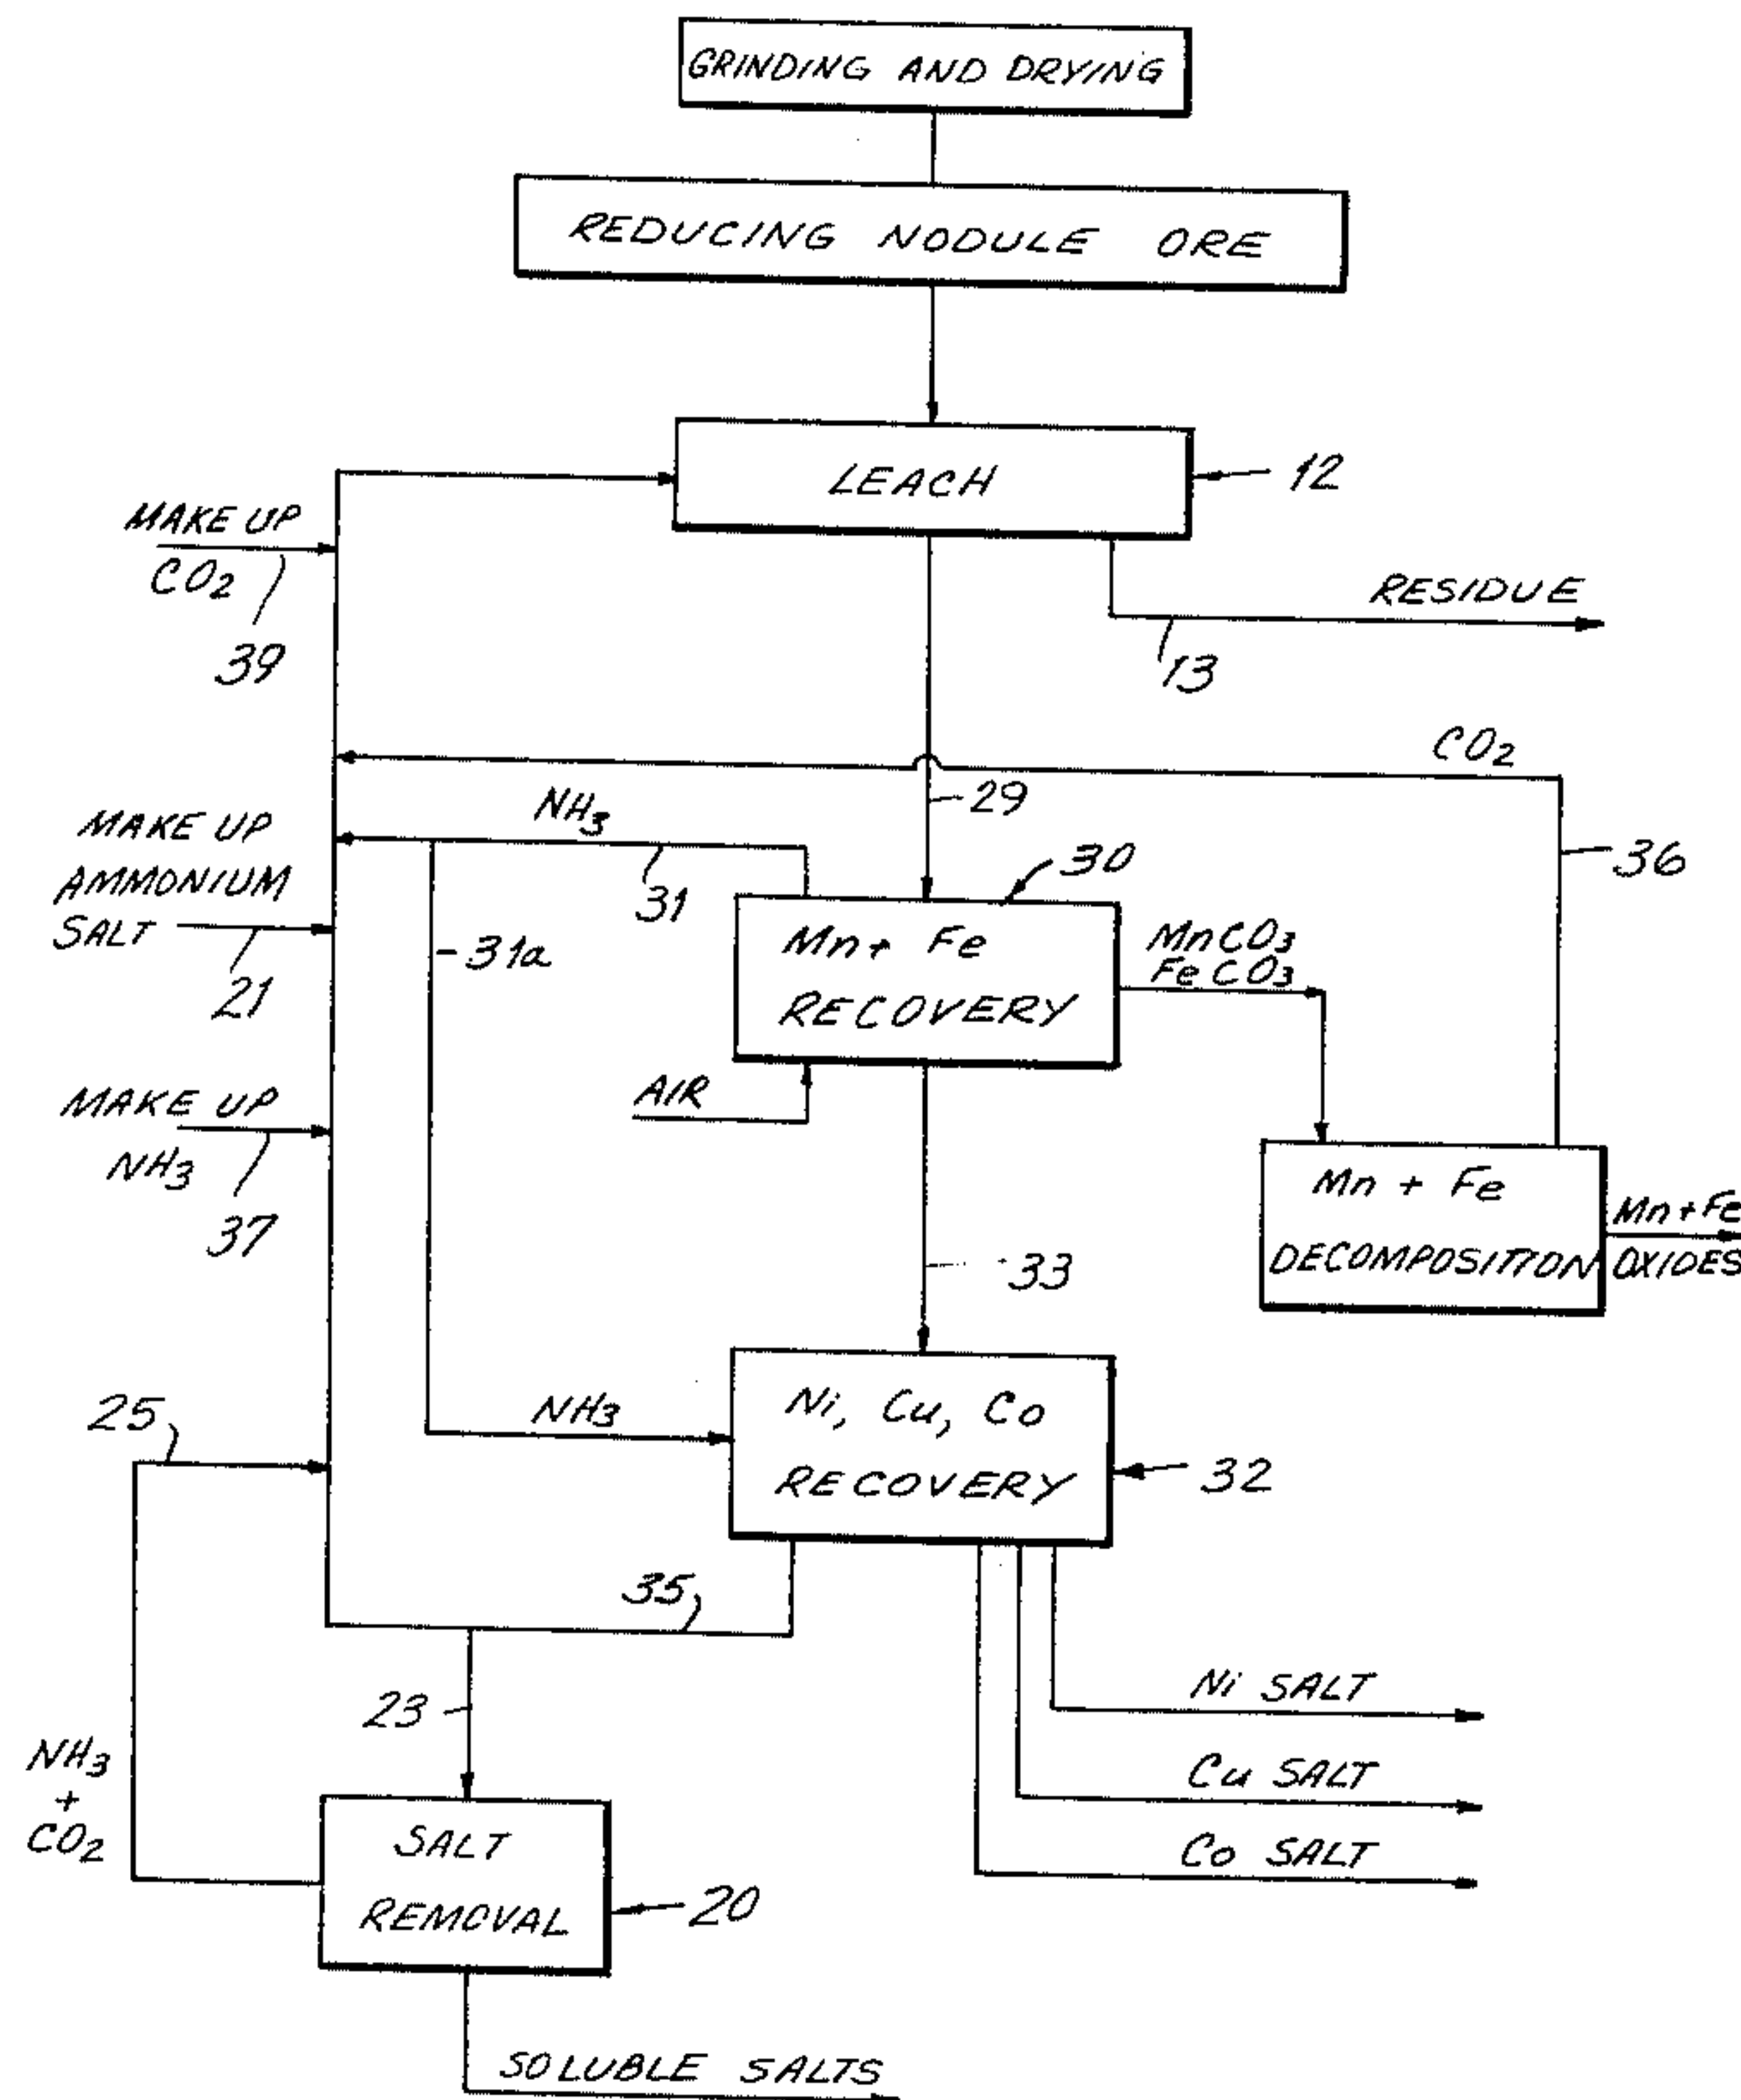 GRINDING AND DRYING
REDUCING NODULE ORE
LEACH
12
MAKE UP
CO2
39
RESIDUE
13
CO2
29
NH3
31
MAKE UP
AMMONIUM
SALT
21
31a
30
36
Mn+ Fe
RECOVERY
MnCO3
FeCO3
AIR
MAKE UP
NH3
37
Mn + Fe
DECOMPOSITION
Mn+Fe
OXIDES
33
25
NH3
Ni, Cu, Co
RECOVERY
32
35
23
Ni SALT
Cu SALT
Co SALT
NH3
+
CO2
SALT
REMOVAL
20
SOLUBLE SALTS